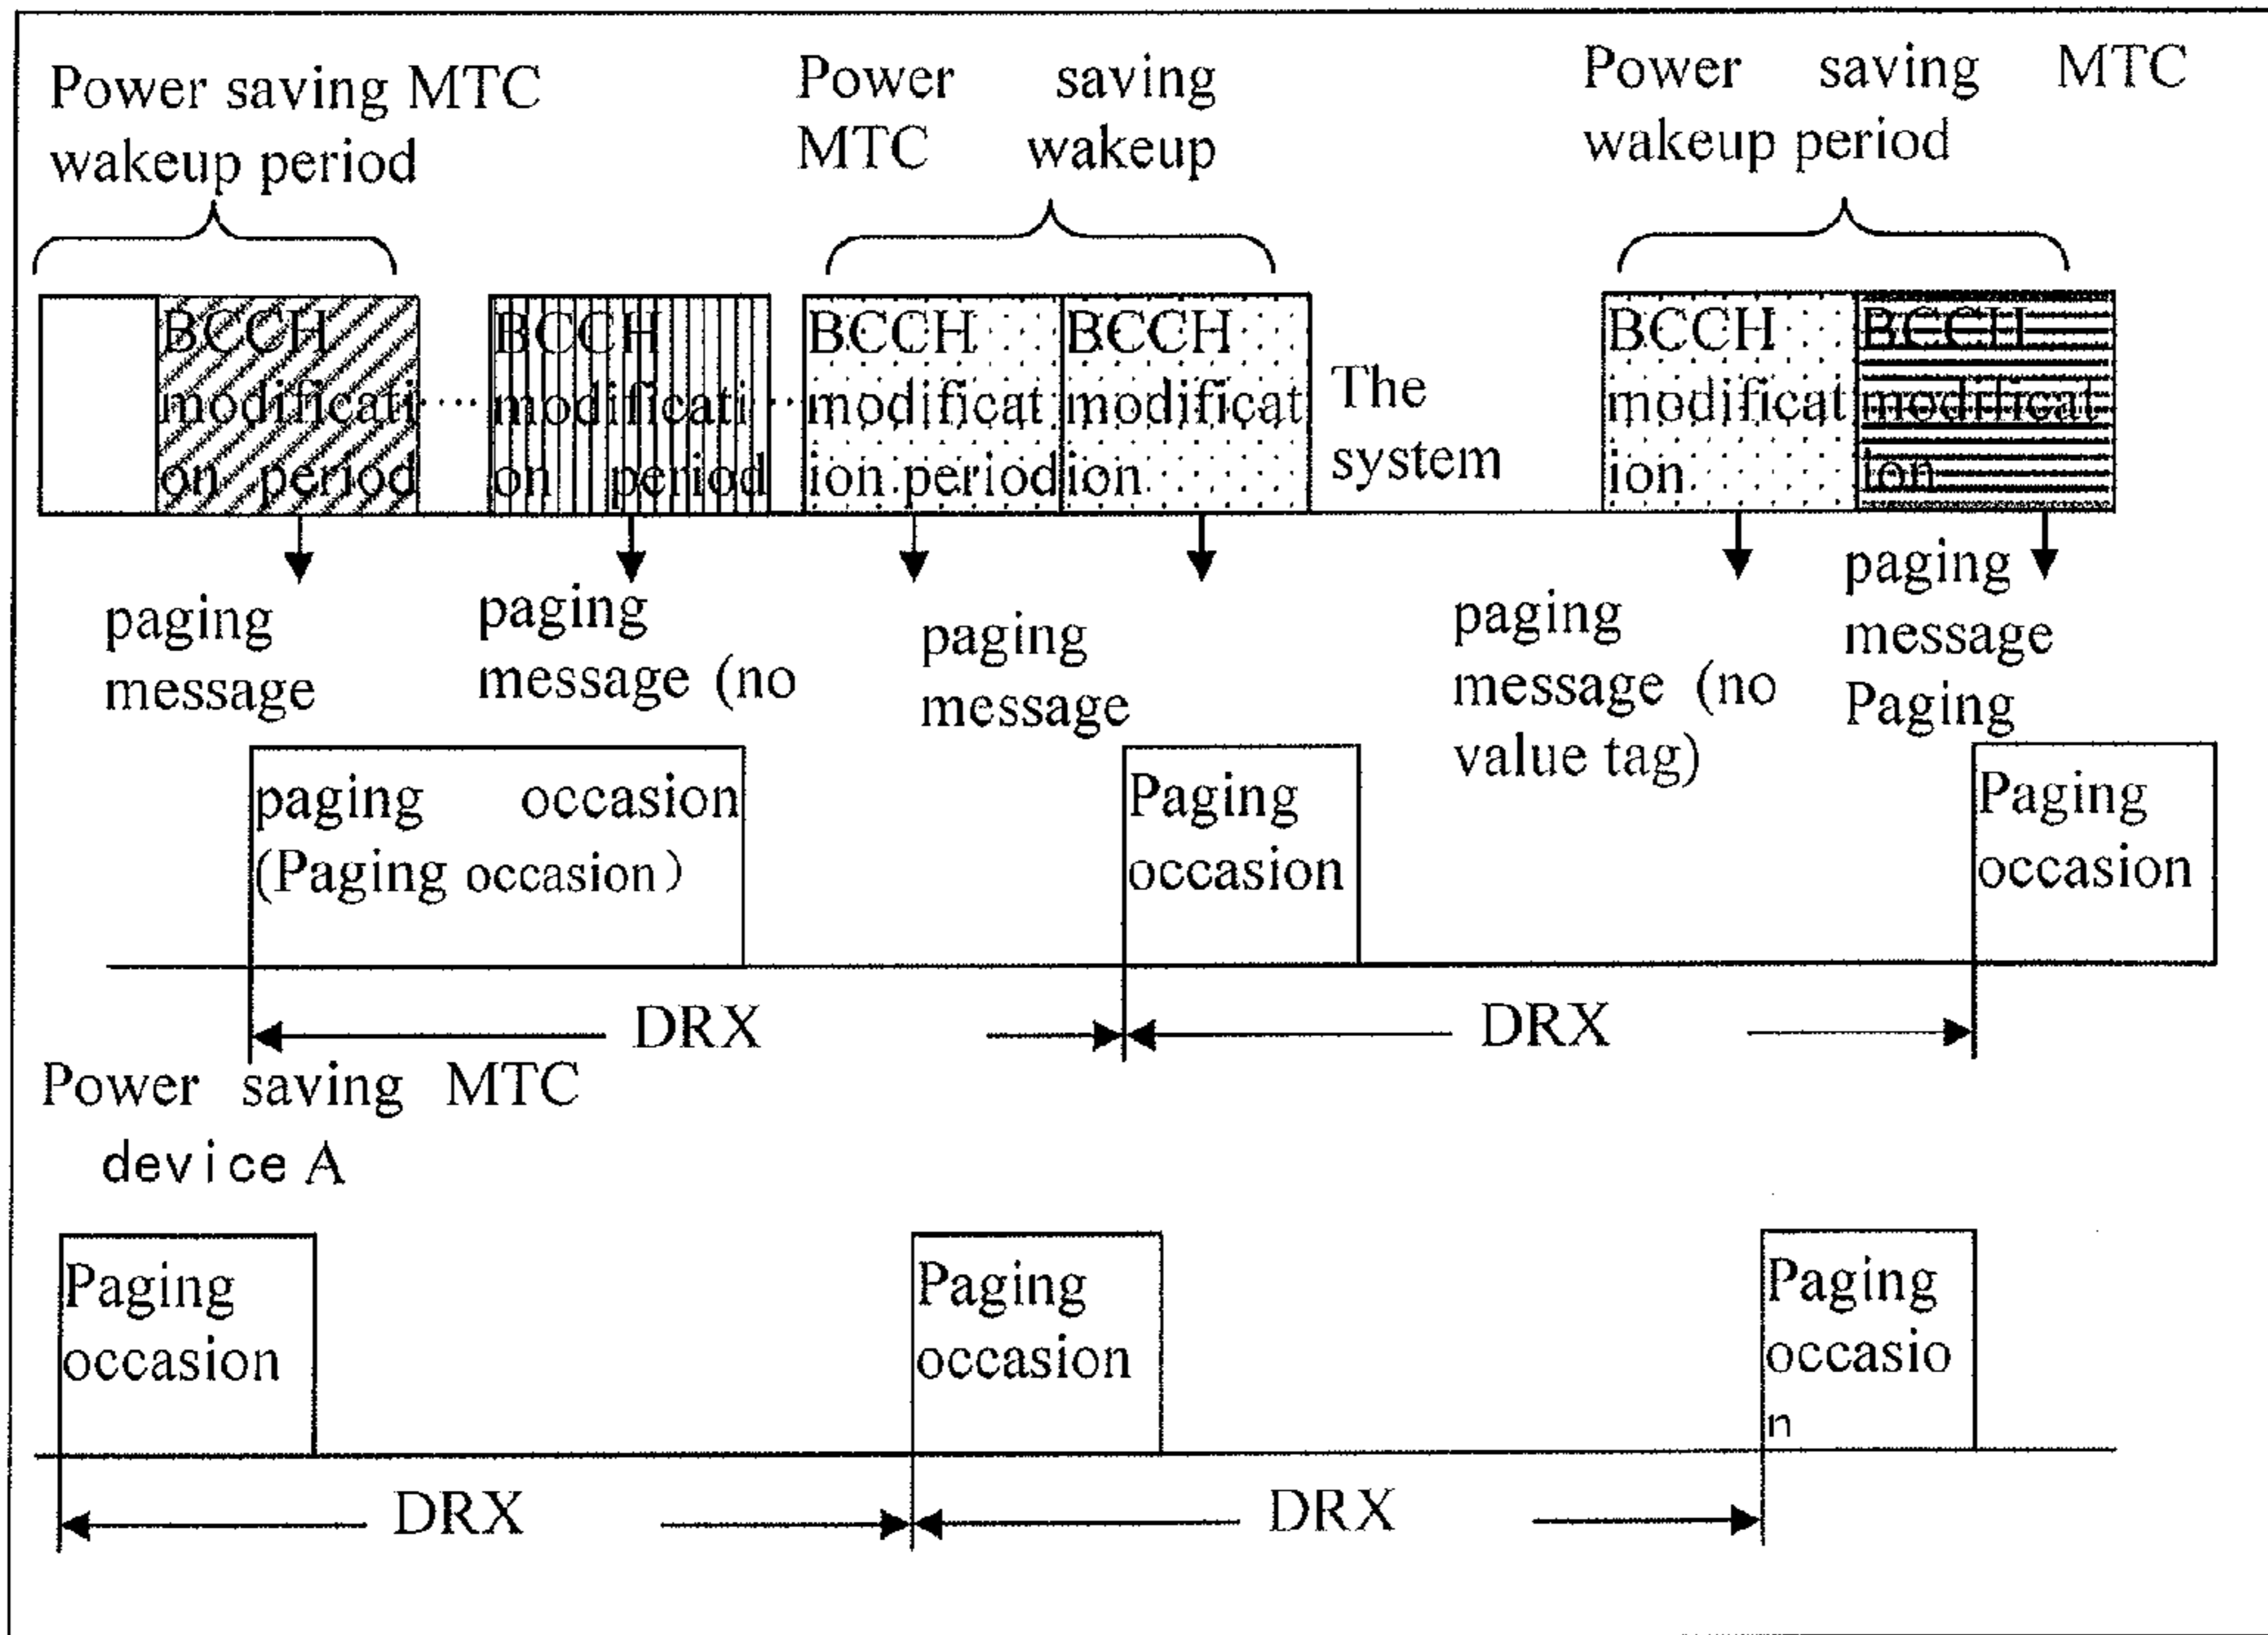 Power saving MTC
wakeup period
Power saving
MTC wakeup
Power saving MTC
wakeup period
BCCH
modificati
on period
BCCH
modificati
on period
BCCH
modificat
ion period
BCCH
modificat
ion
The
system
BCCH
modificat
ion
BCCH
modificat
ion
paging
message
paging
message (no
paging
message
paging
message (no
value tag)
paging
message
Paging
paging occasion
(Paging occasion)
Paging
occasion
Paging
occasion
DRX
DRX
Power saving MTC
device A
Paging
occasion
Paging
occasion
Paging
occasio
n
DRX
DRX